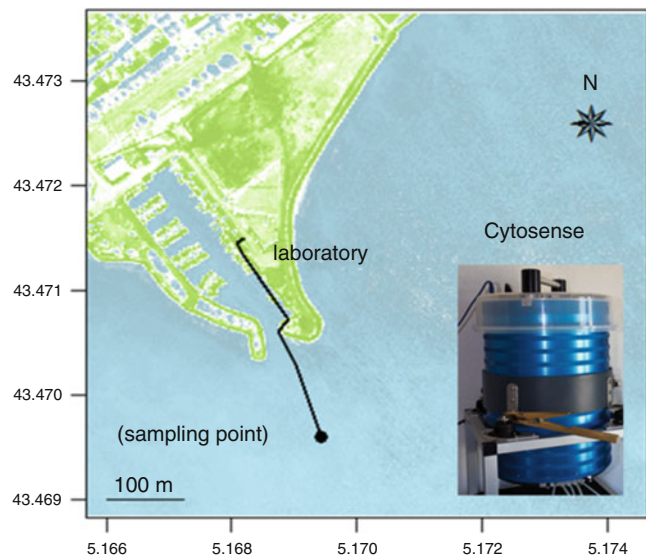 43.473
N
43.472
Cytosense
laboratory
43.471
43.470
(sampling point)
100 m
43.469
5.166
5.168
5.170
5.172
5.174